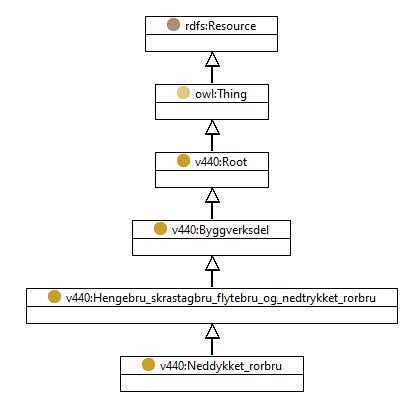 rdfs:Resource
owl:Thing
v440:Root
v440:Byggverksdel
v440:Hengebru_skrastagbru_flytebru_og_nedtrykket_rorbru
v440:Neddykket_rorbru